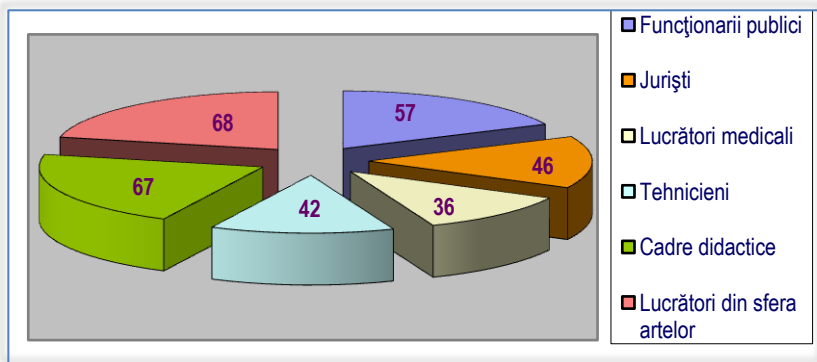 68
57
46
67
42
36
Funcţionarii publici
Jurişti
Lucrători medicali
Tehnicieni
Cadre didactice
Lucrători din sfera
artelor